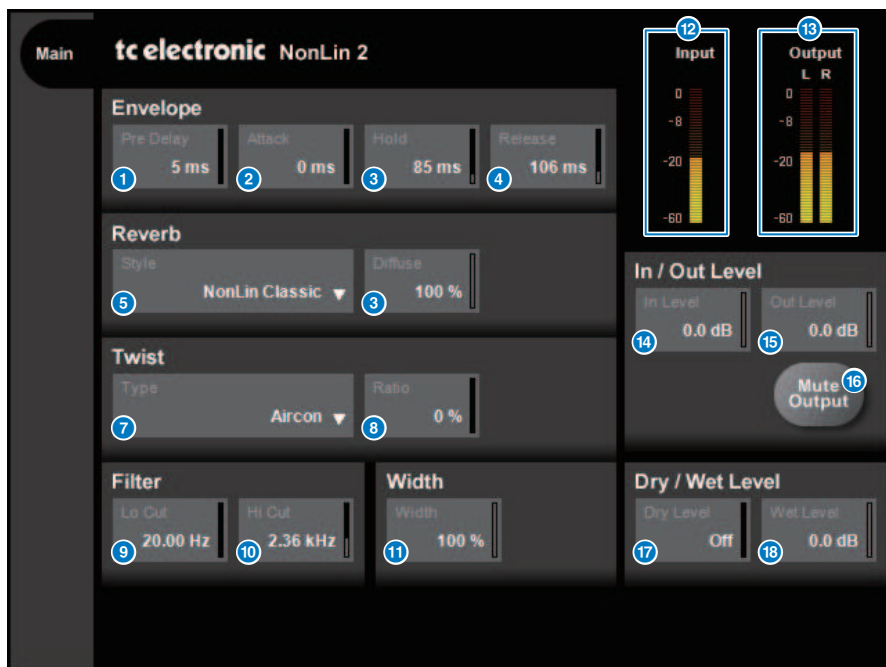 Main
tc electronic NonLin 2
12
13
Input
Output
L R
0
-8
-20
-60
0
-8
-20
-60
Envelope
Pre Delay
5 ms
1
Attack
0 ms
2
Hold
85 ms
3
Release
106 ms
4
Reverb
Style
NonLin Classic
5
Diffuse
100 %
3
Twist
Type
Aircon
7
Ratio
0 %
8
Filter
Lo Cut
20.00 Hz
9
Hi Cut
2.36 kHz
10
Width
Width
100 %
11
In / Out Level
In Level
0.0 dB
14
Out Level
0.0 dB
15
Mute
Output
16
Dry / Wet Level
Dry Level
Off
17
Wet Level
0.0 dB
18